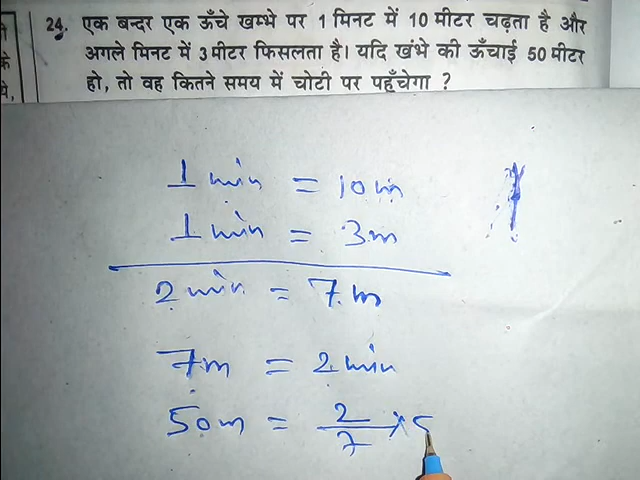 24. एक बन्दर एक ऊँचे खम्भे पर 1 मिनट में 10 मीटर चढ़ता है और
अगले मिनट में 3 मीटर फिसलता है। यदि खंभे की ऊँचाई 50 मीटर
हो, तो वह कितने समय में चोटी पर पहुँचेगा ?
1 min = 10 m
1 min = 3 m
2 min = 7 m
7 m = 2 min
50 m = 2/7 × 5